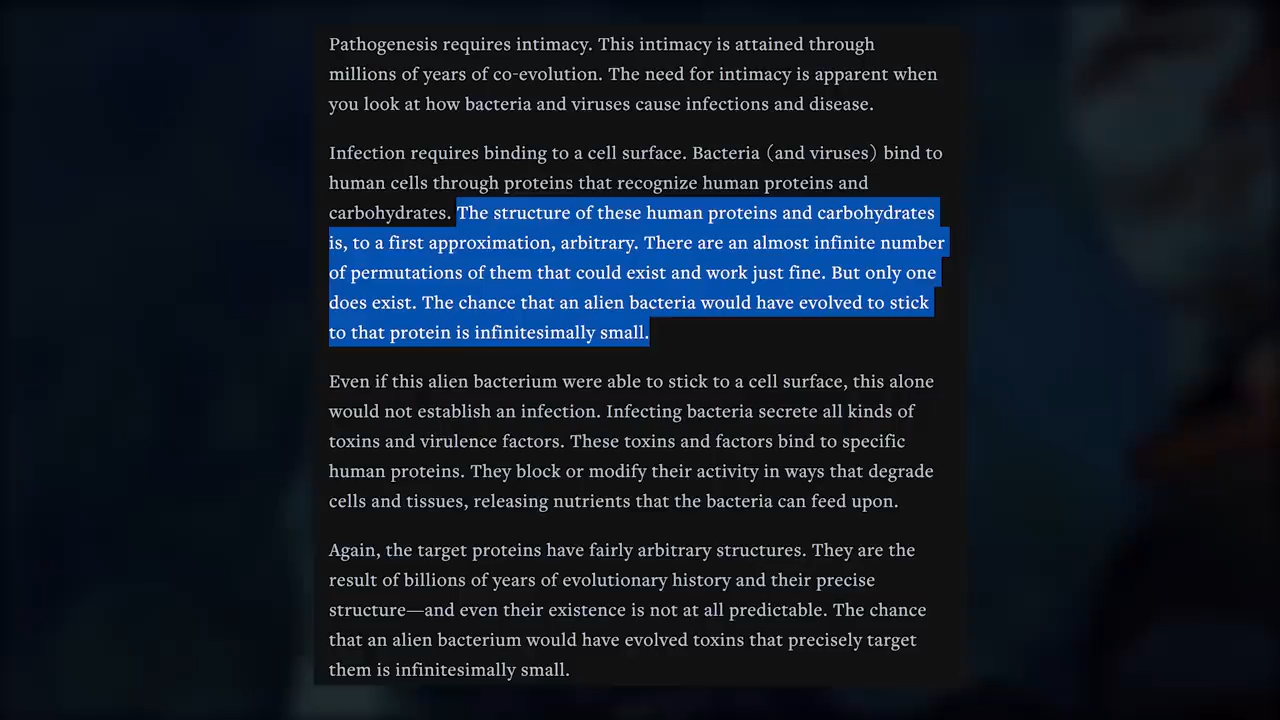 Pathogenesis requires intimacy. This intimacy is attained through
millions of years of co-evolution. The need for intimacy is apparent when
you look at how bacteria and viruses cause infections and disease.
Infection requires binding to a cell surface. Bacteria (and viruses) bind to
human cells through proteins that recognize human proteins and
carbohydrates. The structure of these human proteins and carbohydrates
is, to a first approximation, arbitrary. There are an almost infinite number
of permutations of them that could exist and work just fine. But only one
does exist. The chance that an alien bacteria would have evolved to stick
to that protein is infinitesimally small.
Even if this alien bacterium were able to stick to a cell surface, this alone
would not establish an infection. Infecting bacteria secrete all kinds of
toxins and virulence factors. These toxins and factors bind to specific
human proteins. They block or modify their activity in ways that degrade
cells and tissues, releasing nutrients that the bacteria can feed upon.
Again, the target proteins have fairly arbitrary structures. They are the
result of billions of years of evolutionary history and their precise
structure—and even their existence is not at all predictable. The chance
that an alien bacterium would have evolved toxins that precisely target
them is infinitesimally small.